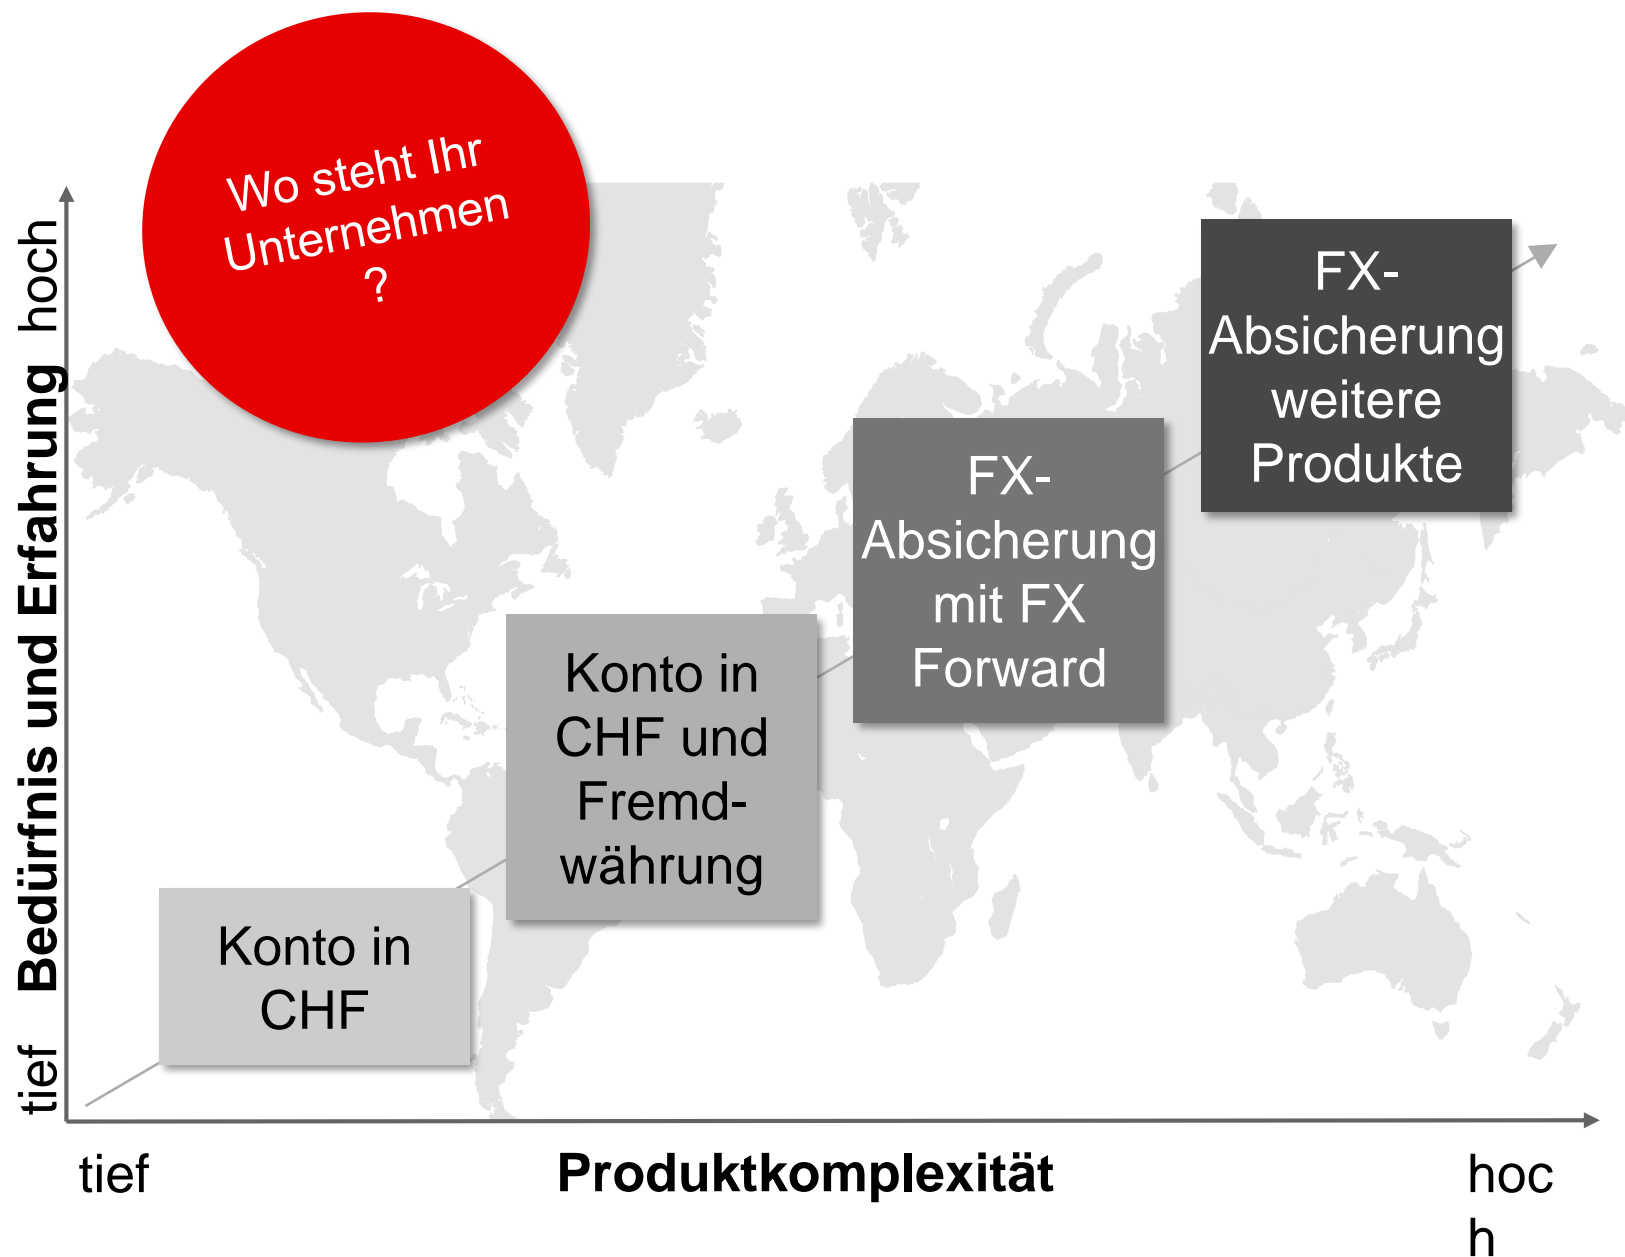 Wo steht Ihr
Unternehmen
?
hoch
Bedürfnis und Erfahrung
tief
FX-
Absicherung
weitere
Produkte
FX-
Absicherung
mit FX
Forward
Konto in
CHF und
Fremd-
währung
Konto in
CHF
tief
Produktkomplexität
hoc
h